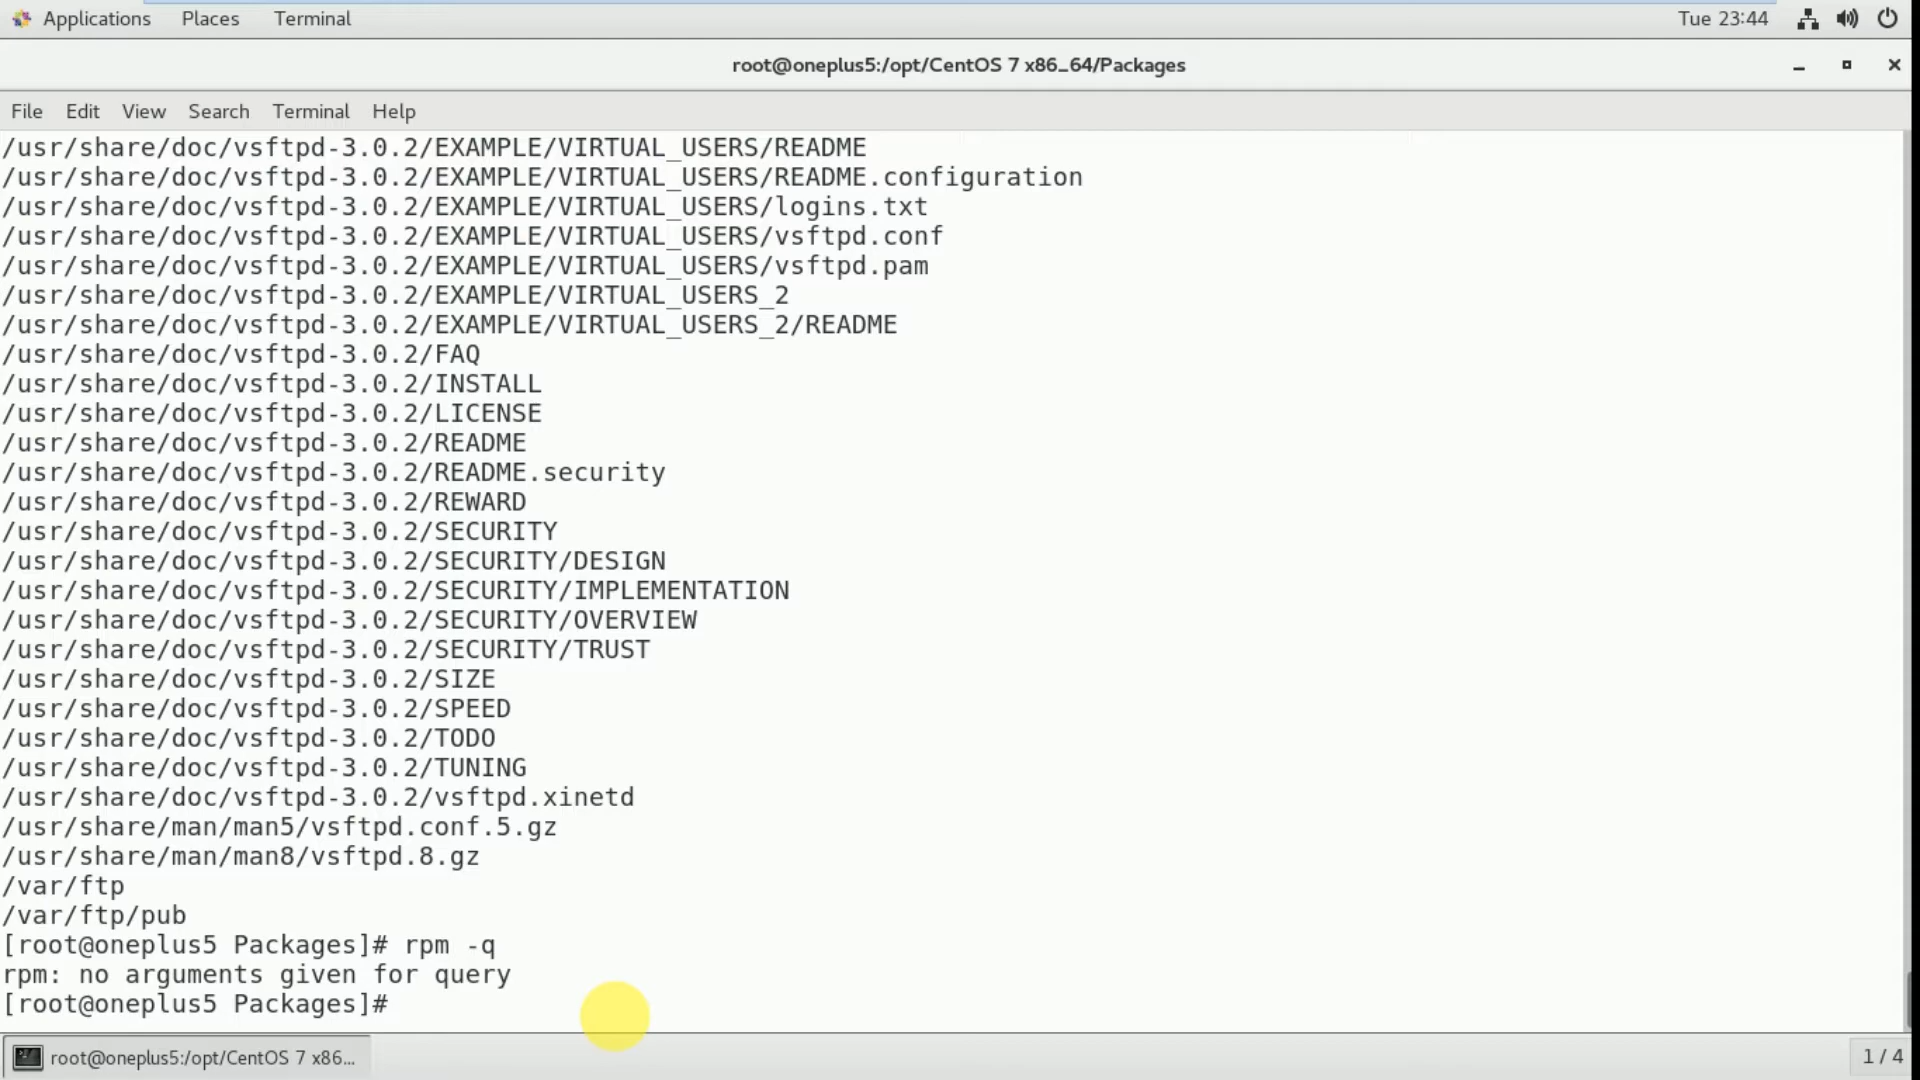 Applications Places Terminal Tue 23:44
root@oneplus5:/opt/CentOS 7 x86_64/Packages
File Edit View Search Terminal Help
/usr/share/doc/vsftpd-3.0.2/EXAMPLE/VIRTUAL_USERS/README
/usr/share/doc/vsftpd-3.0.2/EXAMPLE/VIRTUAL_USERS/README.configuration
/usr/share/doc/vsftpd-3.0.2/EXAMPLE/VIRTUAL_USERS/logins.txt
/usr/share/doc/vsftpd-3.0.2/EXAMPLE/VIRTUAL_USERS/vsftpd.conf
/usr/share/doc/vsftpd-3.0.2/EXAMPLE/VIRTUAL_USERS/vsftpd.pam
/usr/share/doc/vsftpd-3.0.2/EXAMPLE/VIRTUAL_USERS_2
/usr/share/doc/vsftpd-3.0.2/EXAMPLE/VIRTUAL_USERS_2/README
/usr/share/doc/vsftpd-3.0.2/FAQ
/usr/share/doc/vsftpd-3.0.2/INSTALL
/usr/share/doc/vsftpd-3.0.2/LICENSE
/usr/share/doc/vsftpd-3.0.2/README
/usr/share/doc/vsftpd-3.0.2/README.security
/usr/share/doc/vsftpd-3.0.2/REWARD
/usr/share/doc/vsftpd-3.0.2/SECURITY
/usr/share/doc/vsftpd-3.0.2/SECURITY/DESIGN
/usr/share/doc/vsftpd-3.0.2/SECURITY/IMPLEMENTATION
/usr/share/doc/vsftpd-3.0.2/SECURITY/OVERVIEW
/usr/share/doc/vsftpd-3.0.2/SECURITY/TRUST
/usr/share/doc/vsftpd-3.0.2/SIZE
/usr/share/doc/vsftpd-3.0.2/SPEED
/usr/share/doc/vsftpd-3.0.2/TODO
/usr/share/doc/vsftpd-3.0.2/TUNING
/usr/share/doc/vsftpd-3.0.2/vsftpd.xinetd
/usr/share/man/man5/vsftpd.conf.5.gz
/usr/share/man/man8/vsftpd.8.gz
/var/ftp
/var/ftp/pub
[root@oneplus5 Packages]# rpm -q
rpm: no arguments given for query
[root@oneplus5 Packages]#
root@oneplus5:/opt/CentOS 7 x86... 1 / 4